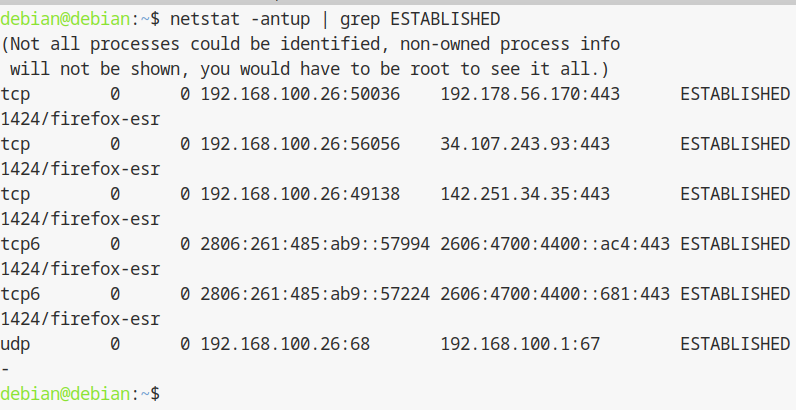 debian@debian:~$ netstat -antup | grep ESTABLISHED
(Not all processes could be identified, non-owned process info
 will not be shown, you would have to be root to see it all.)
tcp        0      0 192.168.100.26:50036    192.178.56.170:443      ESTABLISHED
1424/firefox-esr
tcp        0      0 192.168.100.26:56056    34.107.243.93:443       ESTABLISHED
1424/firefox-esr
tcp        0      0 192.168.100.26:49138    142.251.34.35:443       ESTABLISHED
1424/firefox-esr
tcp6       0      0 2806:261:485:ab9::57994 2606:4700:4400::ac4:443 ESTABLISHED
1424/firefox-esr
tcp6       0      0 2806:261:485:ab9::57224 2606:4700:4400::681:443 ESTABLISHED
1424/firefox-esr
udp        0      0 192.168.100.26:68       192.168.100.1:67        ESTABLISHED
-
debian@debian:~$